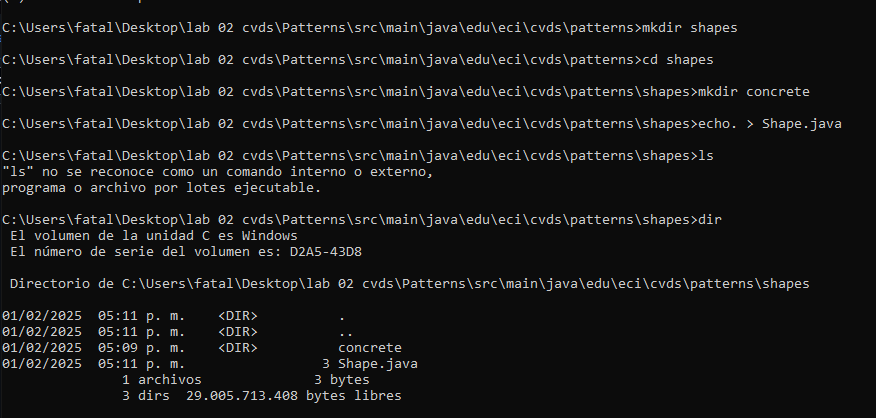 C:\Users\fatal\Desktop\lab 02 cvds\Patterns\src\main\java\edu\eci\cvds\patterns>mkdir shapes
C:\Users\fatal\Desktop\lab 02 cvds\Patterns\src\main\java\edu\eci\cvds\patterns>cd shapes
C:\Users\fatal\Desktop\lab 02 cvds\Patterns\src\main\java\edu\eci\cvds\patterns\shapes>mkdir concrete
C:\Users\fatal\Desktop\lab 02 cvds\Patterns\src\main\java\edu\eci\cvds\patterns\shapes>echo. > Shape.java
C:\Users\fatal\Desktop\lab 02 cvds\Patterns\src\main\java\edu\eci\cvds\patterns\shapes>ls
"ls" no se reconoce como un comando interno o externo,
programa o archivo por lotes ejecutable.
C:\Users\fatal\Desktop\lab 02 cvds\Patterns\src\main\java\edu\eci\cvds\patterns\shapes>dir
 El volumen de la unidad C es Windows
 El número de serie del volumen es: D2A5-43D8
 Directorio de C:\Users\fatal\Desktop\lab 02 cvds\Patterns\src\main\java\edu\eci\cvds\patterns\shapes
01/02/2025  05:11 p. m.    <DIR>          .
01/02/2025  05:11 p. m.    <DIR>          ..
01/02/2025  05:09 p. m.    <DIR>          concrete
01/02/2025  05:11 p. m.                 3 Shape.java
               1 archivos              3 bytes
               3 dirs  29.005.713.408 bytes libres